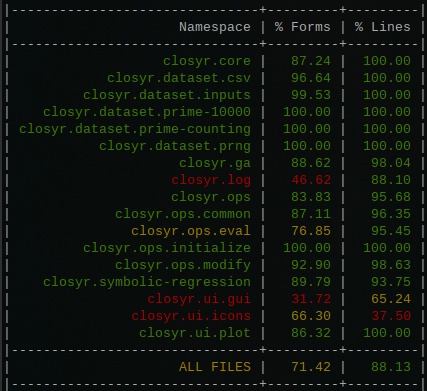 |-------------------------------+---------+---------|
| Namespace | % Forms | % Lines |
|-------------------------------+---------+---------|
| closyr.core | 87.24 | 100.00 |
| closyr.dataset.csv | 96.64 | 100.00 |
| closyr.dataset.inputs | 99.53 | 100.00 |
| closyr.dataset.prime-10000 | 100.00 | 100.00 |
| closyr.dataset.prime-counting | 100.00 | 100.00 |
| closyr.dataset.prng | 100.00 | 100.00 |
| closyr.ga | 88.62 | 98.04 |
| closyr.log | 46.62 | 88.10 |
| closyr.ops | 83.83 | 95.68 |
| closyr.ops.common | 87.11 | 96.35 |
| closyr.ops.eval | 76.85 | 95.45 |
| closyr.ops.initialize | 100.00 | 100.00 |
| closyr.ops.modify | 92.90 | 98.63 |
| closyr.symbolic-regression | 89.79 | 93.75 |
| closyr.ui.gui | 31.72 | 65.24 |
| closyr.ui.icons | 66.30 | 37.50 |
| closyr.ui.plot | 86.32 | 100.00 |
|-------------------------------+---------+---------|
| ALL FILES | 71.42 | 88.13 |
|-------------------------------+---------+---------|